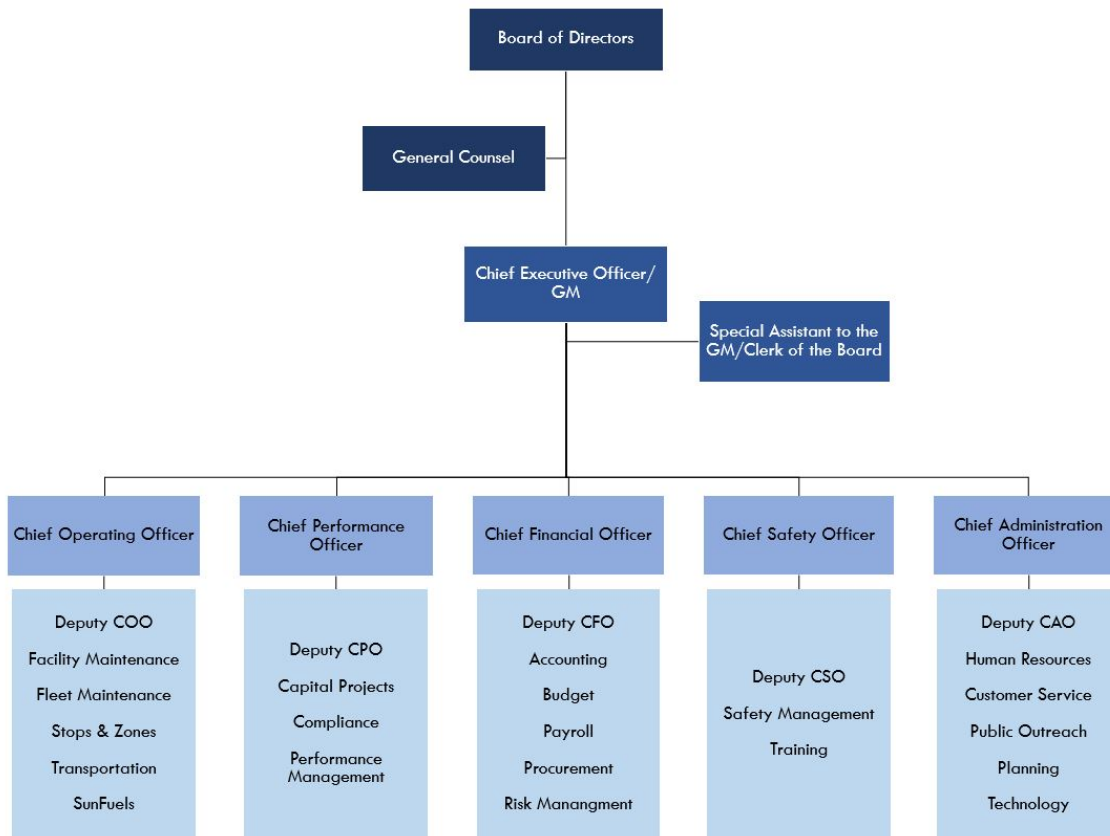 Board of Directors
General Counsel
Chief Executive Officer/
GM
Special Assistant to the
GM/Clerk of the Board
Chief Operating Officer
Chief Performance
Officer
Chief Financial Officer
Chief Safety Officer
Chief Administration
Officer
Deputy COO
Facility Maintenance
Fleet Maintenance
Stops & Zones
Transportation
SunFuels
Deputy CPO
Capital Projects
Compliance
Performance
Management
Deputy CFO
Accounting
Budget
Payroll
Procurement
Risk Manangment
Deputy CSO
Safety Management
Training
Deputy CAO
Human Resources
Customer Service
Public Outreach
Planning
Technology